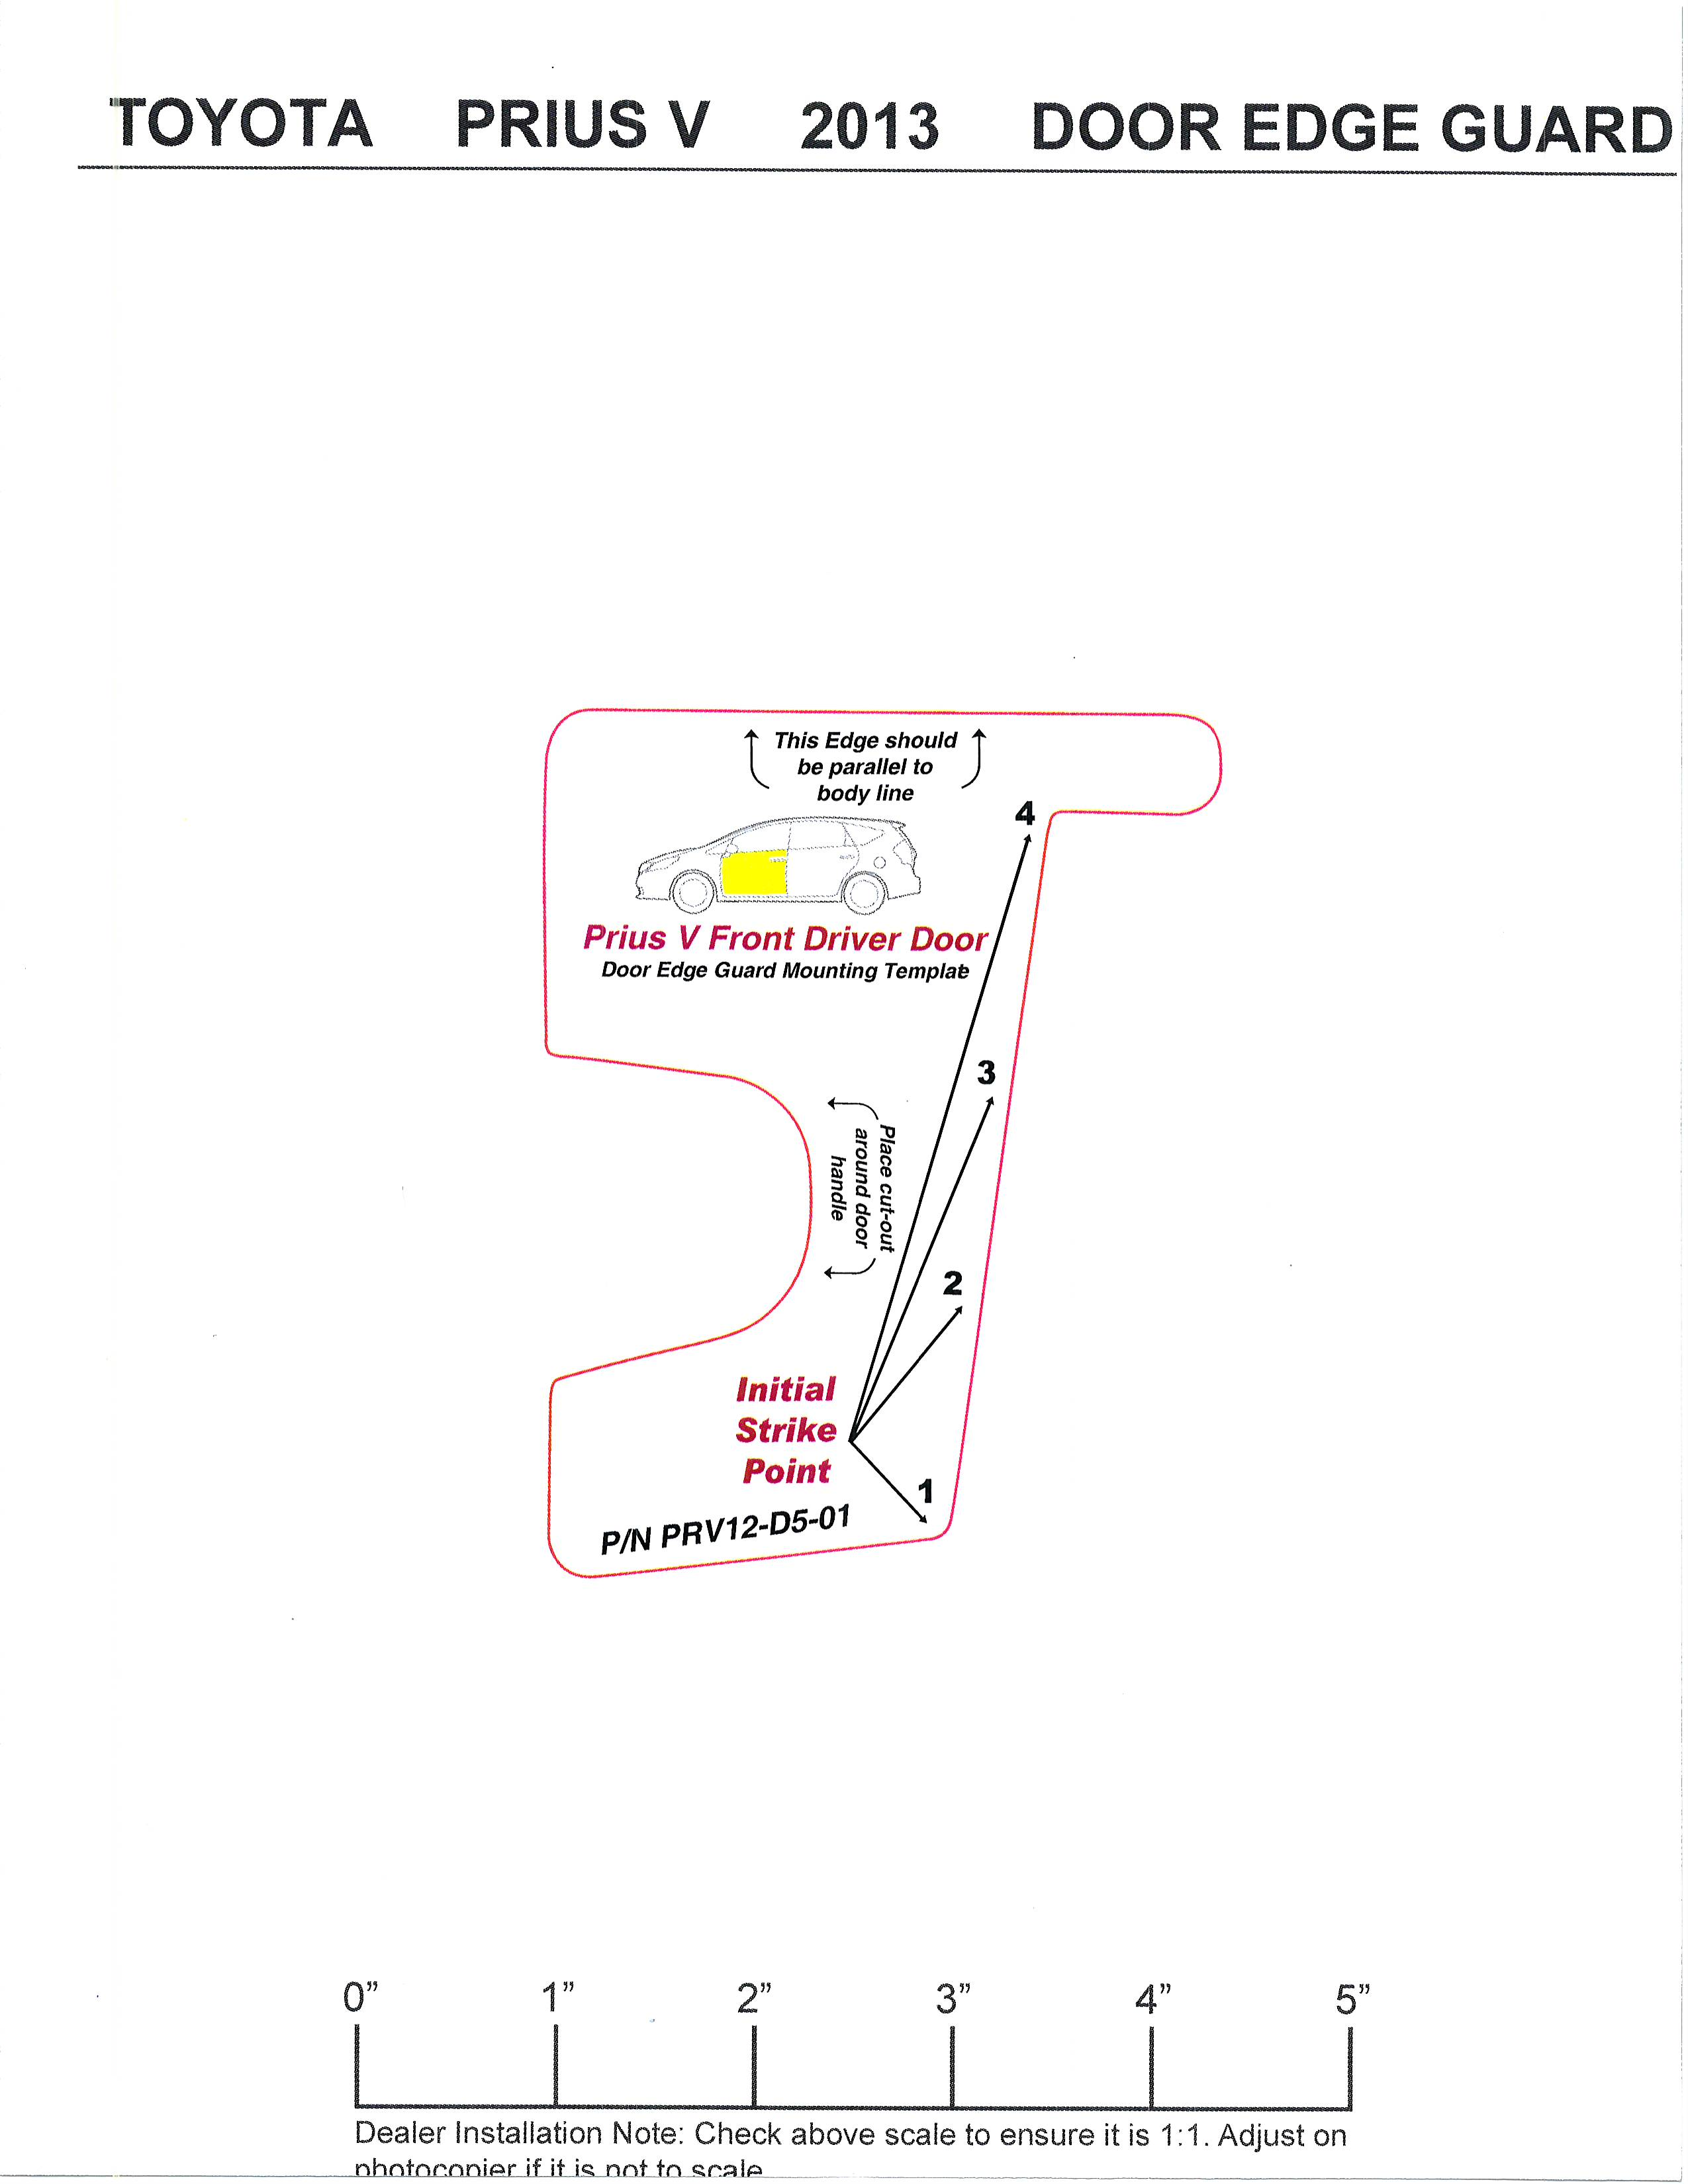 TOYOTA PRIUS V 2013 DOOR EDGE GUARD
This Edge should
be parallel to
body line
4
Prius V Front Driver Door
Door Edge Guard Mounting Template
3
Place cut-out
around door
handle
2
Initial
Strike
Point
1
P/N PRV12-D5-01
0” 1” 2” 3” 4” 5”
Dealer Installation Note: Check above scale to ensure it is 1:1. Adjust on
photocopier if it is not to scale